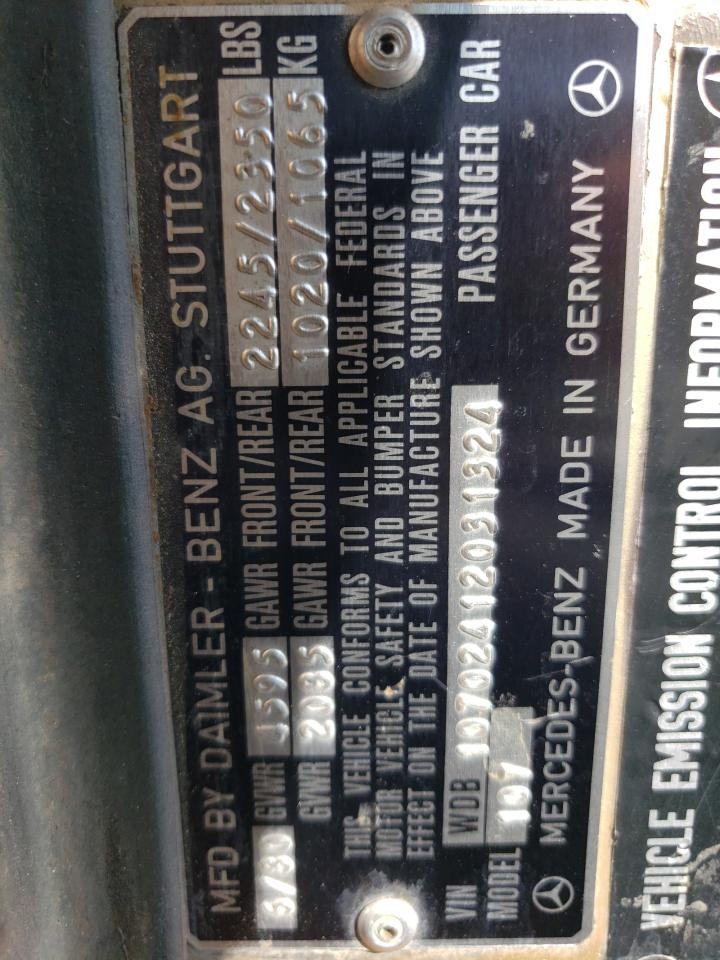 MFD BY DAIMLER - BENZ AG. STUTTGART
5/80 GVWR 4595 GAWR FRONT/REAR 2245/2350 LBS
GVWR 2085 GAWR FRONT/REAR 1020/1065 KG
THIS VEHICLE CONFORMS TO ALL APPLICABLE FEDERAL
MOTOR VEHICLE SAFETY AND BUMPER STANDARDS IN
EFFECT ON THE DATE OF MANUFACTURE SHOWN ABOVE
VIN WDB 10702412031324 PASSENGER CAR
MODEL 107
MERCEDES-BENZ MADE IN GERMANY
VEHICLE EMISSION CONTROL INFORMATION